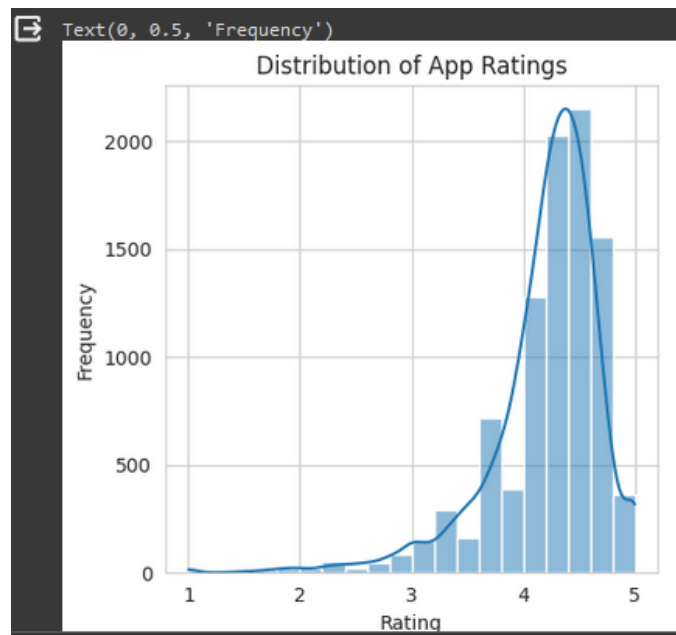 Text(0, 0.5, 'Frequency')
Distribution of App Ratings
2000
1500
1000
500
0
Frequency
1 2 3 4 5
Rating